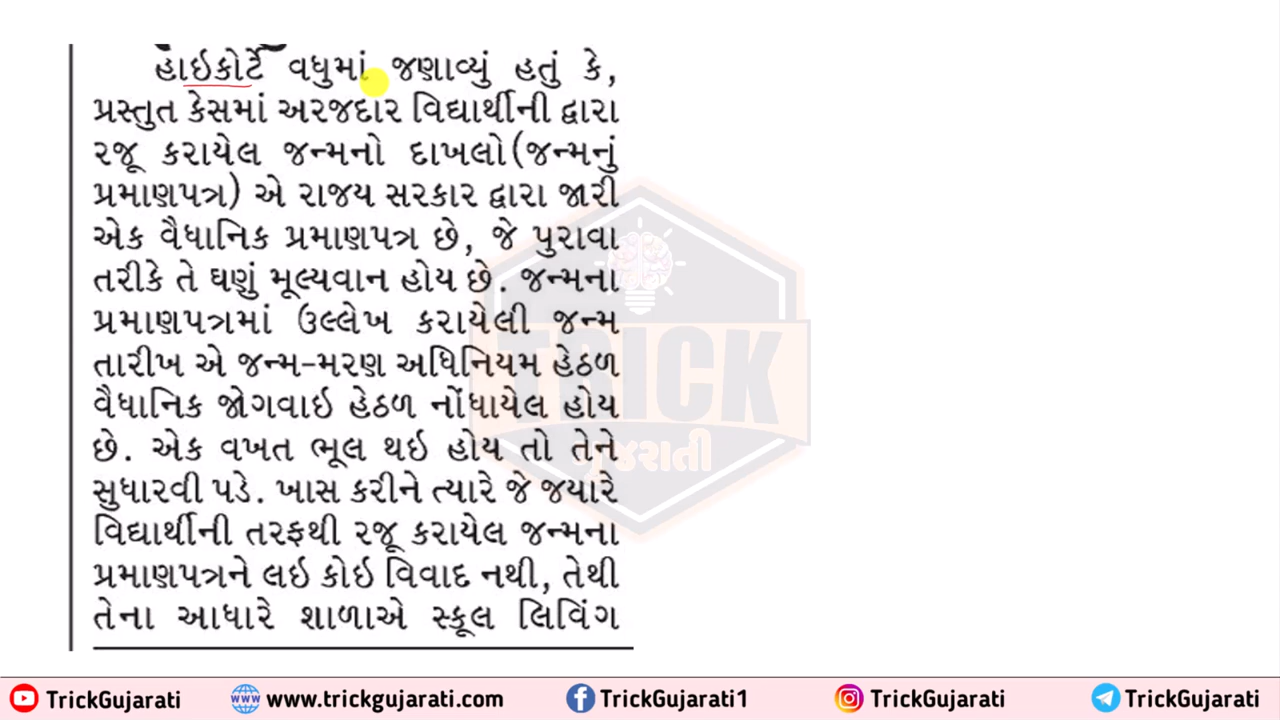 હાઇકોર્ટે વધુમાં જણાવ્યું હતું કે,
પ્રસ્તુત કેસમાં અરજદાર વિદ્યાર્થીની દ્વારા
રજૂ કરાયેલ જન્મનો દાખલો(જન્મનું
પ્રમાણપત્ર) એ રાજય સરકાર દ્વારા જારી
એક વૈધાનિક પ્રમાણપત્ર છે, જે પુરાવા
તરીકે તે ઘણું મૂલ્યવાન હોય છે. જન્મના
પ્રમાણપત્રમાં ઉલ્લેખ કરાયેલી જન્મ
તારીખ એ જન્મ-મરણ અધિનિયમ હેઠળ
વૈધાનિક જોગવાઇ હેઠળ નોંધાયેલ હોય
છે. એક વખત ભૂલ થઇ હોય તો તેને
સુધારવી પડે. ખાસ કરીને ત્યારે જે જયારે
વિદ્યાર્થીની તરફથી રજૂ કરાયેલ જન્મના
પ્રમાણપત્રને લઇ કોઇ વિવાદ નથી, તેથી
તેના આધારે શાળાએ સ્કૂલ લિવિંગ
TRICK
ગુજરાતી
TrickGujarati www.trickgujarati.com TrickGujarati1 TrickGujarati TrickGujarati